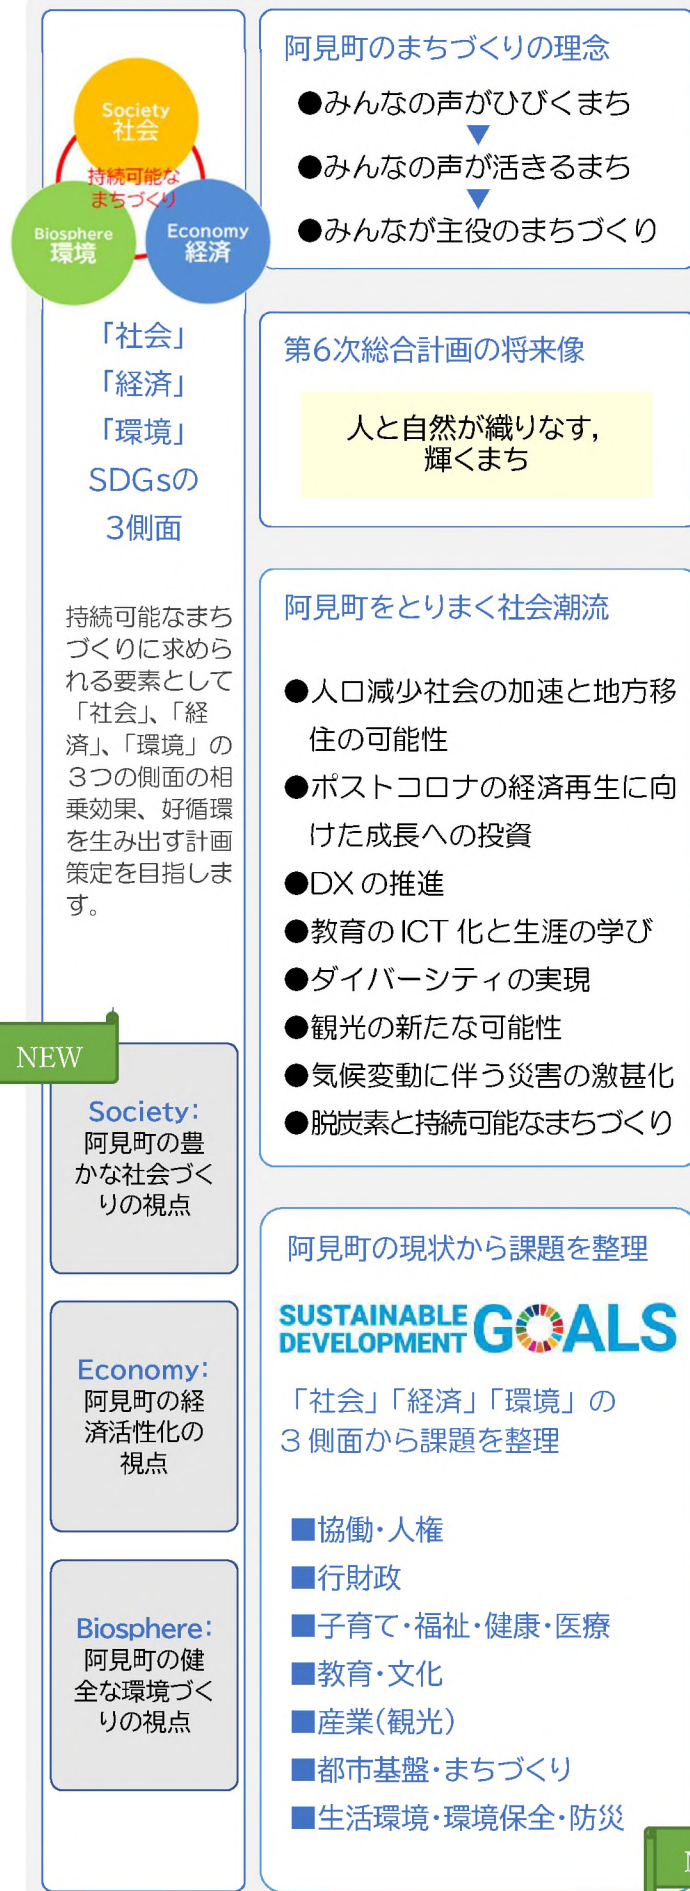 Society
社会
持続可能な
まちづくり
Biosphere
環境
Economy
経済
「社会」
「経済」
「環境」
SDGsの
3側面
持続可能なまち
づくりに求めら
れる要素として
「社会」、「経
済」、「環境」の
3つの側面の相
乗効果、好循環
を生み出す計画
策定を目指しま
す。
NEW
Society:
阿見町の豊
かな社会づく
りの視点
Economy:
阿見町の経
済活性化の
視点
Biosphere:
阿見町の健
全な環境づく
りの視点
阿見町のまちづくりの理念
●みんなの声がひびくまち
▼
●みんなの声が活きるまち
▼
●みんなが主役のまちづくり
第6次総合計画の将来像
人と自然が織りなす，
輝くまち
阿見町をとりまく社会潮流
●人口減少社会の加速と地方移
住の可能性
●ポストコロナの経済再生に向
けた成長への投資
●DXの推進
●教育のICT化と生涯の学び
●ダイバーシティの実現
●観光の新たな可能性
●気候変動に伴う災害の激甚化
●脱炭素と持続可能なまちづくり
阿見町の現状から課題を整理
SUSTAINABLE
DEVELOPMENT GOALS
「社会」「経済」「環境」の
3側面から課題を整理
■協働・人権
■行財政
■子育て・福祉・健康・医療
■教育・文化
■産業(観光)
■都市基盤・まちづくり
■生活環境・環境保全・防災